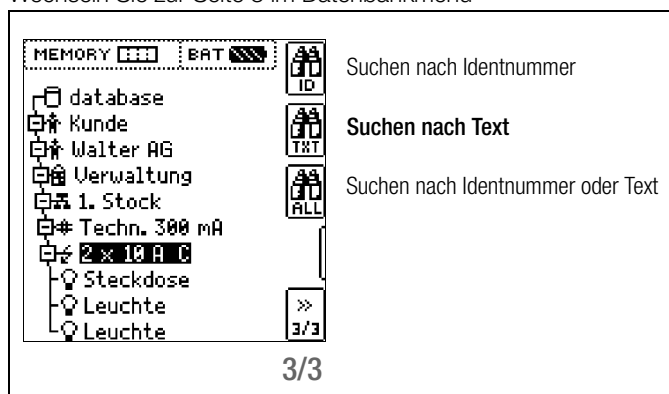 Wechseln Sie zur Seite 3 im Datenbankmenü
MEMORY BAT
ID
Suchen nach Identnummer
database
Kunde
TXT
Suchen nach Text
Walter AG
Verwaltung
ALL
Suchen nach Identnummer oder Text
1. Stock
Techn. 300 mA
2 x 10 A C
Steckdose
Leuchte
Leuchte
»
3/3
3/3